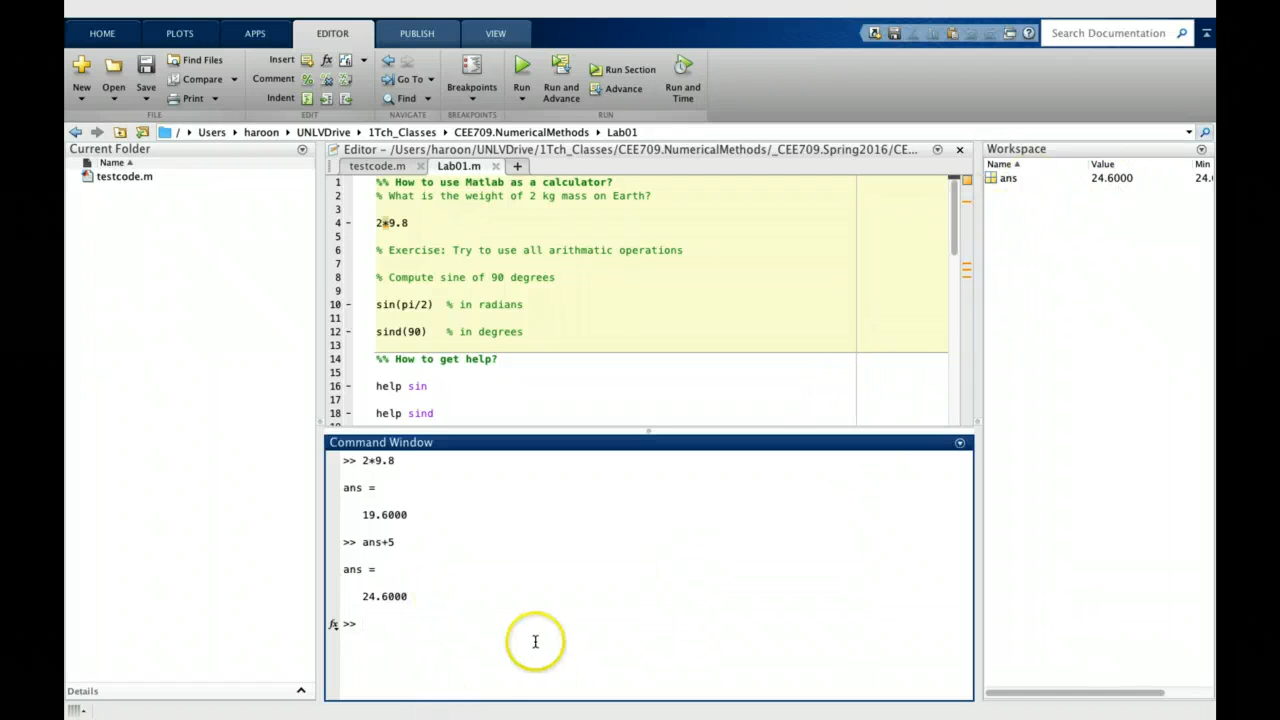 HOME PLOTS APPS EDITOR PUBLISH VIEW Search Documentation
New Open Save Find Files Compare Print
Insert fx Comment % Indent
Go To Find
Breakpoints
Run Run and Advance Run Section Advance Run and Time
FILE EDIT NAVIGATE BREAKPOINTS RUN
/ Users haroon UNLVDrive 1Tch_Classes CEE709.NumericalMethods Lab01
Current Folder
Name
testcode.m
Details
Editor - /Users/haroon/UNLVDrive/1Tch_Classes/CEE709.NumericalMethods/_CEE709.Spring2016/CE...
testcode.m Lab01.m +
1 %% How to use Matlab as a calculator?
2 % What is the weight of 2 kg mass on Earth?
3
4 - 2*9.8
5
6 % Exercise: Try to use all arithmatic operations
7
8 % Compute sine of 90 degrees
9
10 - sin(pi/2) % in radians
11
12 - sind(90) % in degrees
13
14 %% How to get help?
15
16 - help sin
17
18 - help sind
Command Window
>> 2*9.8
ans =
19.6000
>> ans+5
ans =
24.6000
fx >>
Workspace
Name Value Min
ans 24.6000 24.